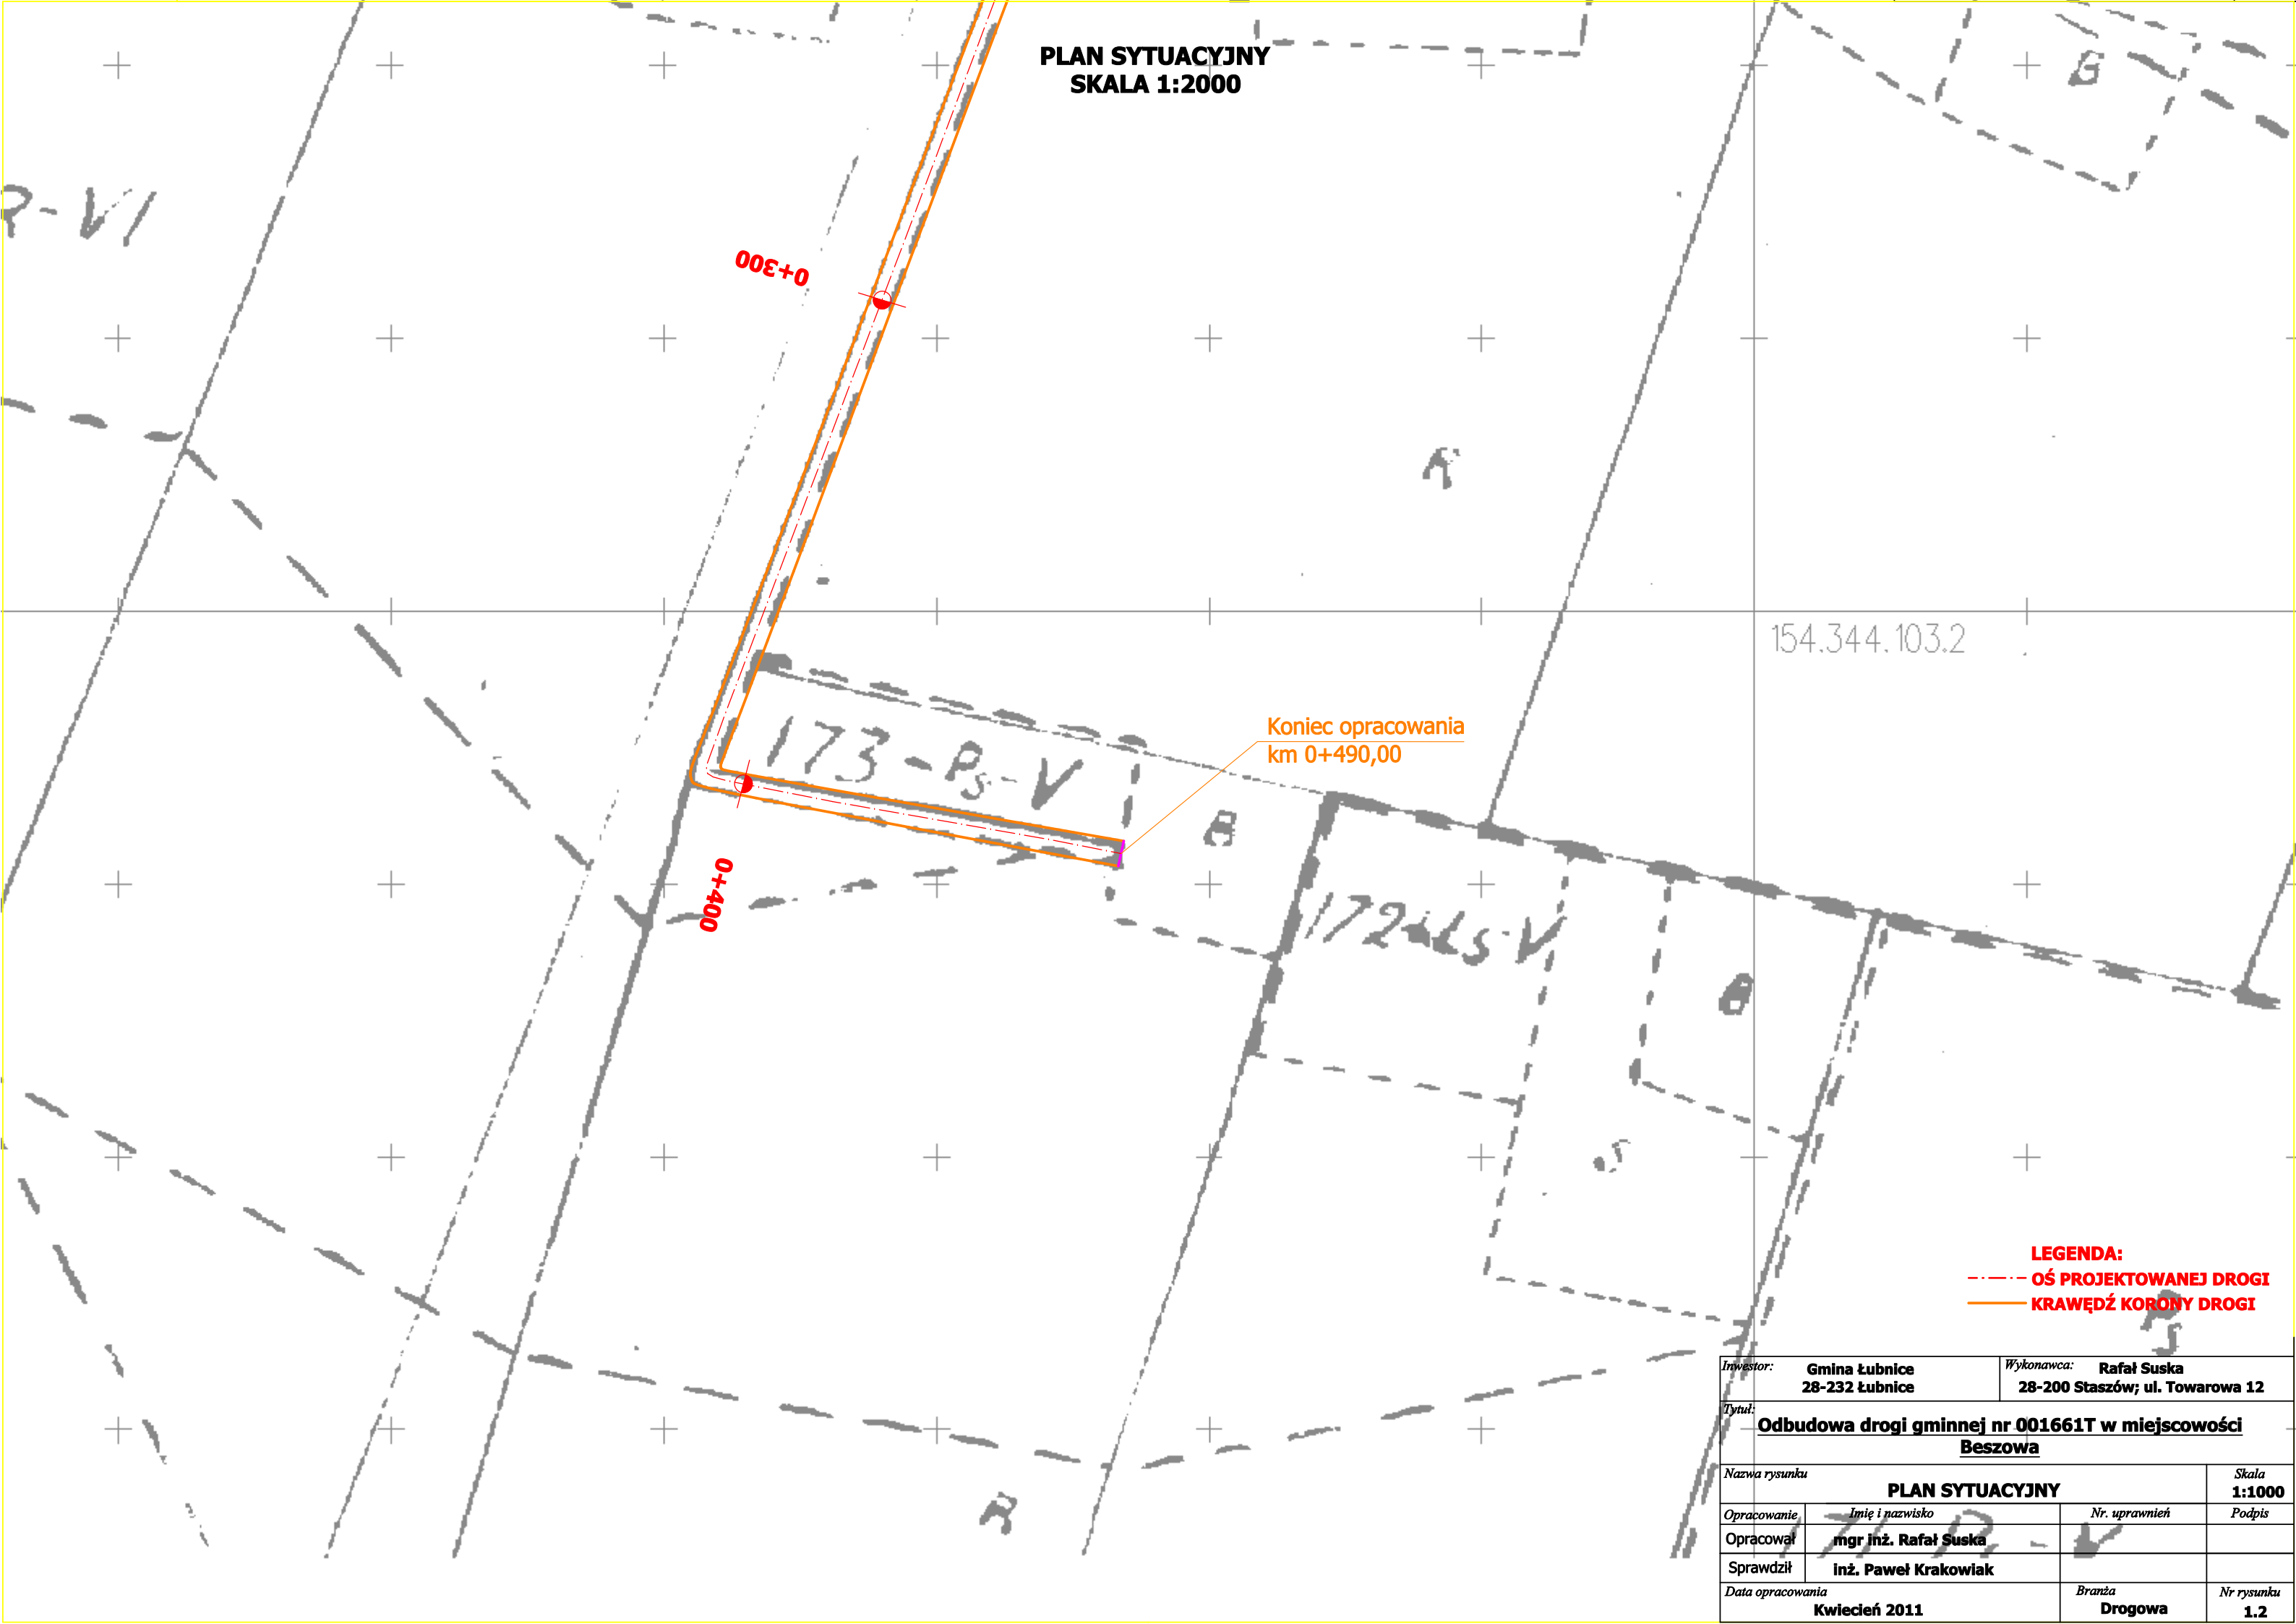 PLAN SYTUACYJNY
SKALA 1:2000
B
R-VI
0+300
R
154.344.103.2
Koniec opracowania
km 0+490,00
173-Ps-V
B
0+400
B
S
LEGENDA:
OŚ PROJEKTOWANEJ DROGI
KRAWĘDŹ KORONY DROGI
Ps
R
Inwestor:
Gmina Łubnice
28-232 Łubnice
Wykonawca:
Rafał Suska
28-200 Staszów; ul. Towarowa 12
Tytuł:
Odbudowa drogi gminnej nr 001661T w miejscowości
Beszowa
Nazwa rysunku
PLAN SYTUACYJNY
Skala
1:1000
Opracowanie
Imię i nazwisko
Nr. uprawnień
Podpis
Opracował
mgr inż. Rafał Suska
Sprawdził
inż. Paweł Krakowiak
Data opracowania
Kwiecień 2011
Branża
Drogowa
Nr rysunku
1.2